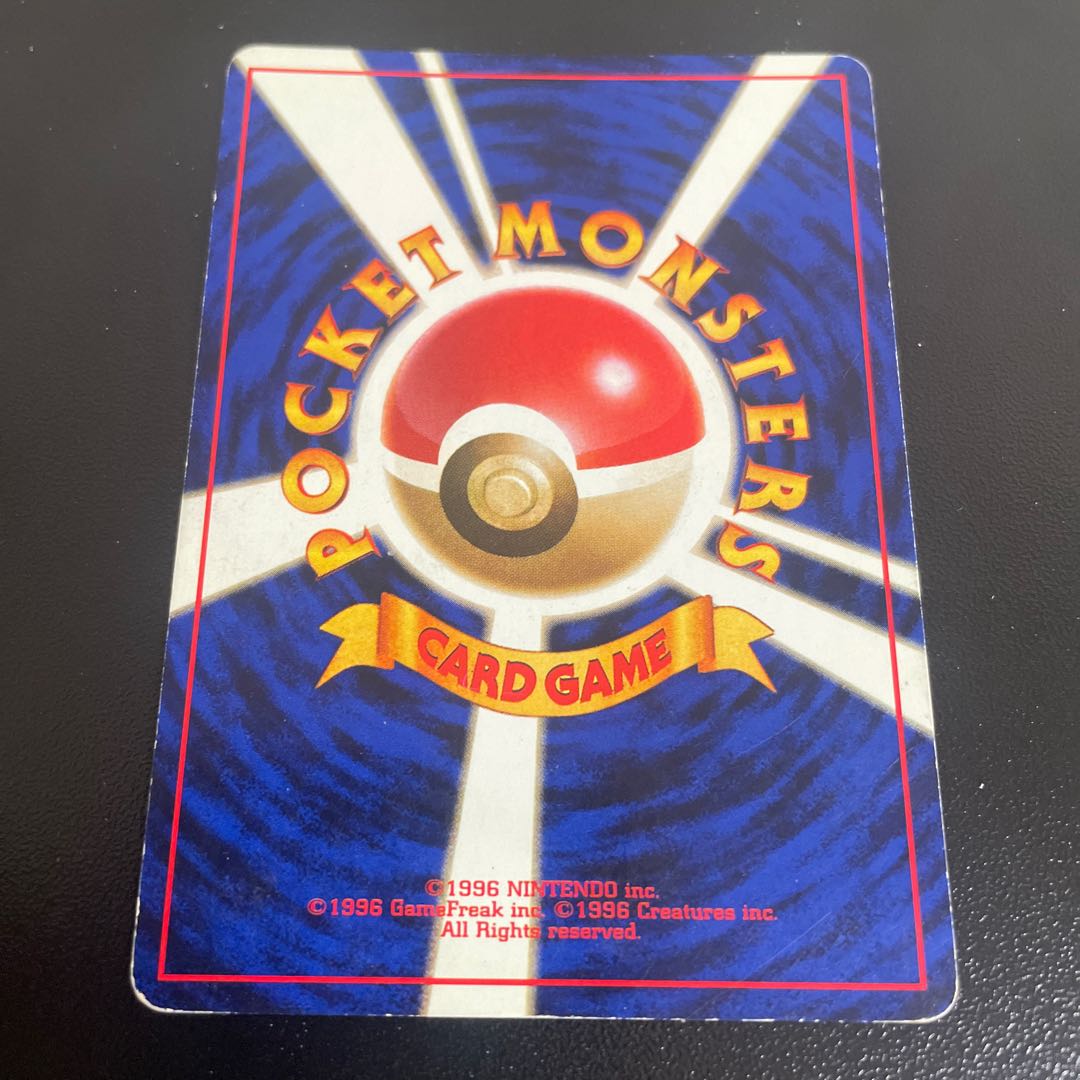 POCKET MONSTERS
CARD GAME
©1996 NINTENDO inc.
©1996 GameFreak inc. ©1996 Creatures inc.
All Rights reserved.